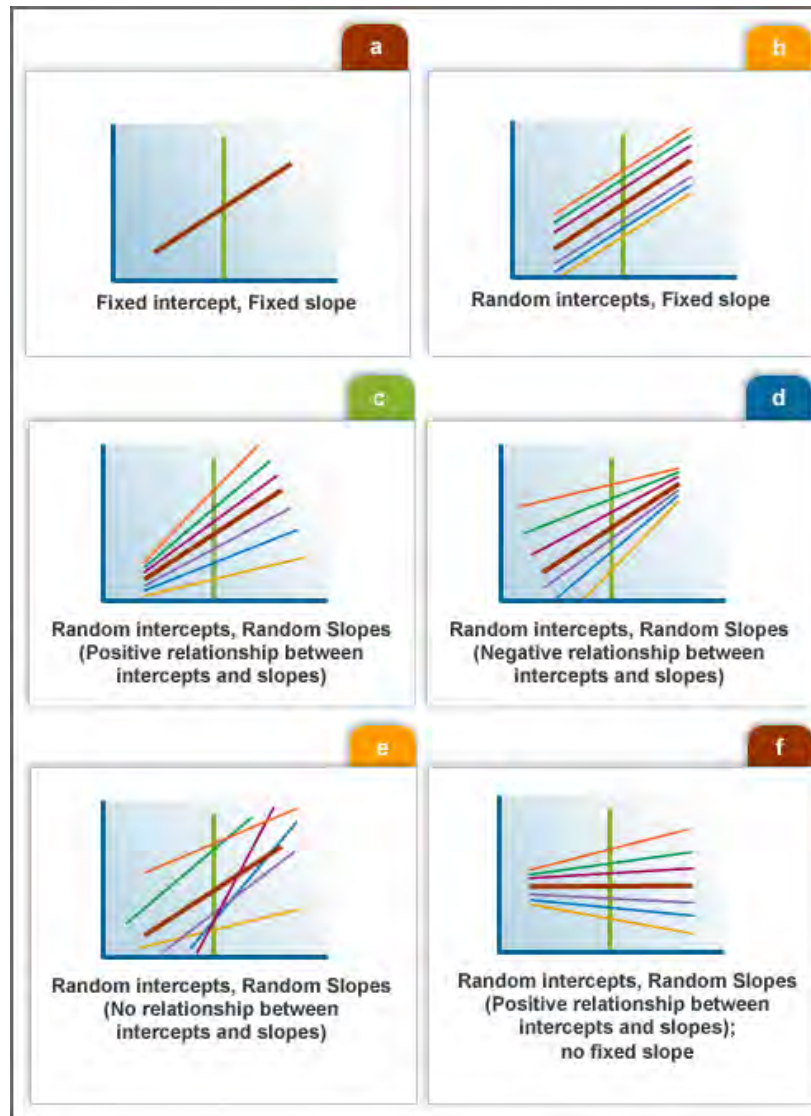 a
b
Fixed intercept, Fixed slope
Random intercepts, Fixed slope
c
d
Random intercepts, Random Slopes
(Positive relationship between
intercepts and slopes)
Random intercepts, Random Slopes
(Negative relationship between
intercepts and slopes)
e
f
Random intercepts, Random Slopes
(No relationship between
intercepts and slopes)
Random intercepts, Random Slopes
(Positive relationship between
intercepts and slopes);
no fixed slope